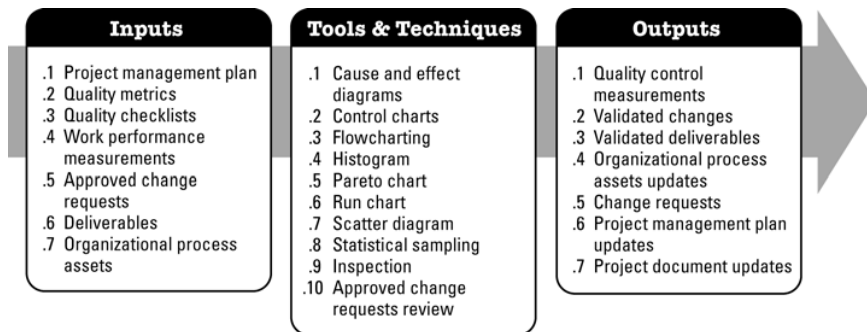 Inputs
.1 Project management plan
.2 Quality metrics
.3 Quality checklists
.4 Work performance
measurements
.5 Approved change
requests
.6 Deliverables
.7 Organizational process
assets
Tools & Techniques
.1 Cause and effect
diagrams
.2 Control charts
.3 Flowcharting
.4 Histogram
.5 Pareto chart
.6 Run chart
.7 Scatter diagram
.8 Statistical sampling
.9 Inspection
.10 Approved change
requests review
Outputs
.1 Quality control
measurements
.2 Validated changes
.3 Validated deliverables
.4 Organizational process
assets updates
.5 Change requests
.6 Project management plan
updates
.7 Project document updates